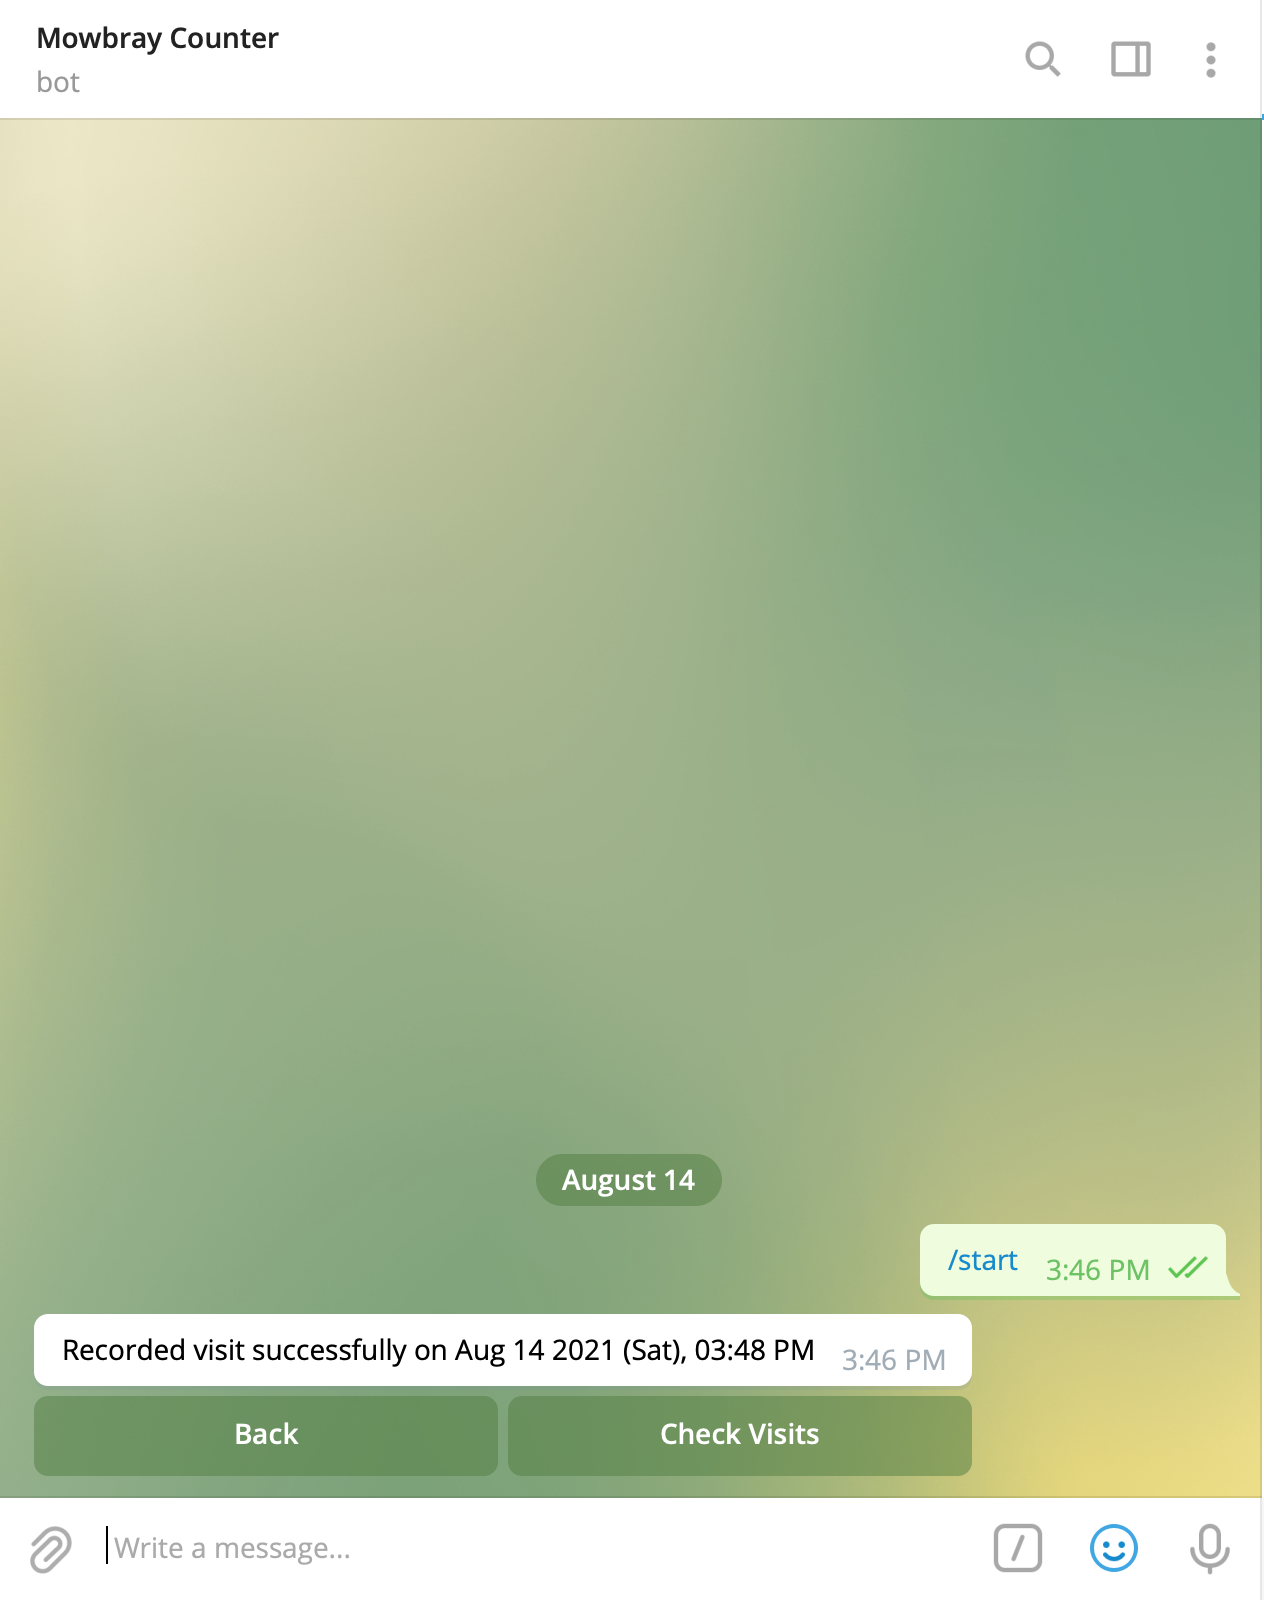 Mowbray Counter
bot
August 14
/start 3:46 PM
Recorded visit successfully on Aug 14 2021 (Sat), 03:48 PM 3:46 PM
Back Check Visits
Write a message...